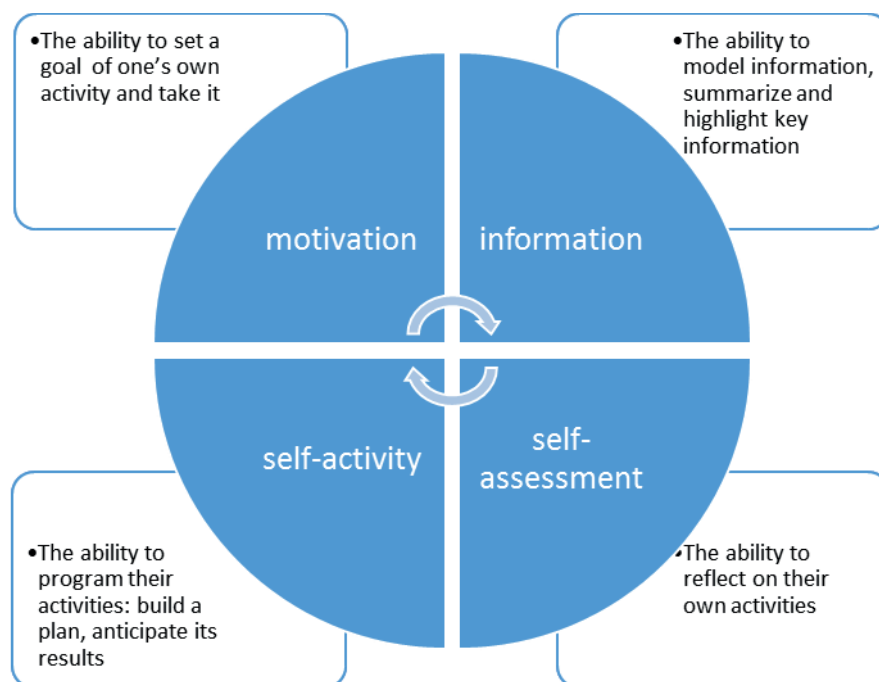 •The ability to set a
goal of one’s own
activity and take it
•The ability to
model information,
summarize and
highlight key
information
motivation
information
self-activity
self-
assessment
•The ability to
program their
activities: build a
plan, anticipate its
results
•The ability to
reflect on their
own activities